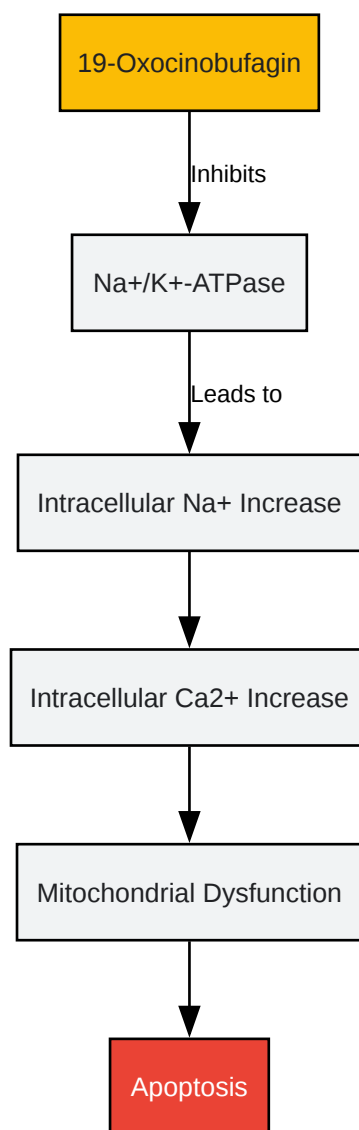 19-Oxocinobufagin
Inhibits
Na+/K+-ATPase
Leads to
Intracellular Na+ Increase
Intracellular Ca2+ Increase
Mitochondrial Dysfunction
Apoptosis